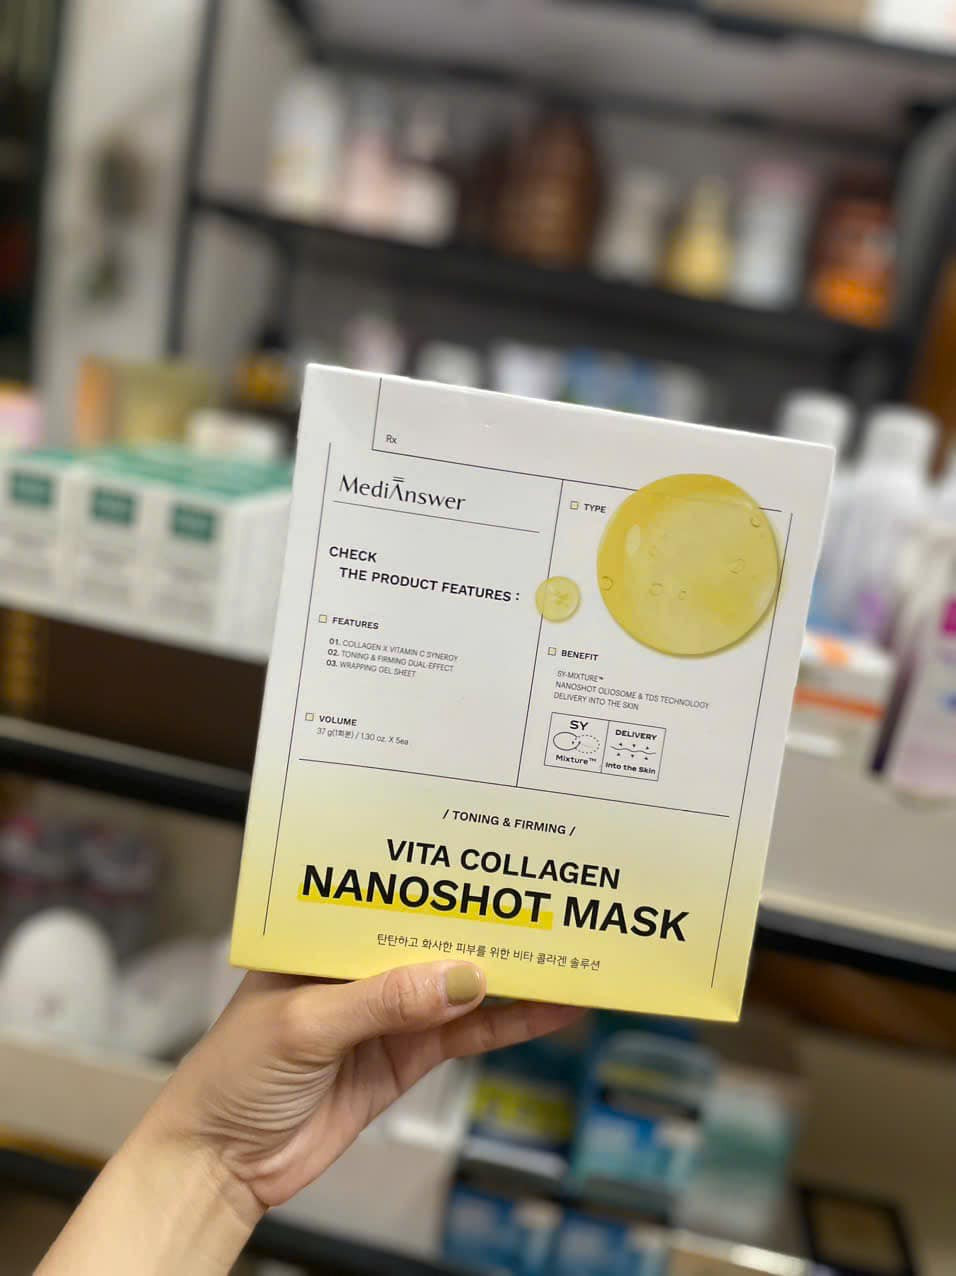 Rx
MediAnswer
CHECK
THE PRODUCT FEATURES :
FEATURES
01. COLLAGEN X VITAMIN C SYNERGY
02. TONING & FIRMING DUAL-EFFECT
03. WRAPPING GEL SHEET
VOLUME
37 g(1회분) / 1.30 oz. X 5ea
TYPE
BENEFIT
SY-MIXTURE™
NANOSHOT OLIOSOME & TDS TECHNOLOGY
DELIVERY INTO THE SKIN
SY
Mixture™
DELIVERY
Into the Skin
/ TONING & FIRMING /
VITA COLLAGEN
NANOSHOT MASK
탄탄하고 화사한 피부를 위한 비타 콜라겐 솔루션